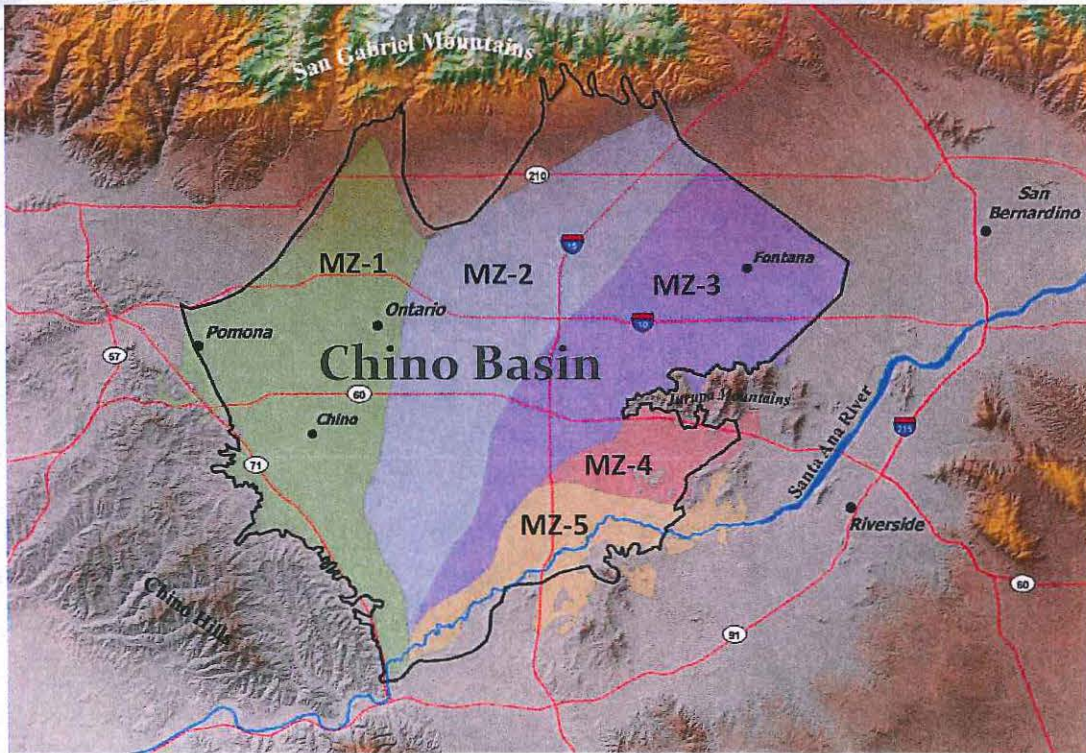 San Gabriel Mountains
210
San
Bernardino
15
MZ-1
MZ-2
MZ-3
Fontana
Ontario
10
Pomona
57
Chino Basin
60
Jurupa Mountains
Chino
Santa Ana River
215
71
MZ-4
MZ-5
Riverside
Chino Hills
60
91